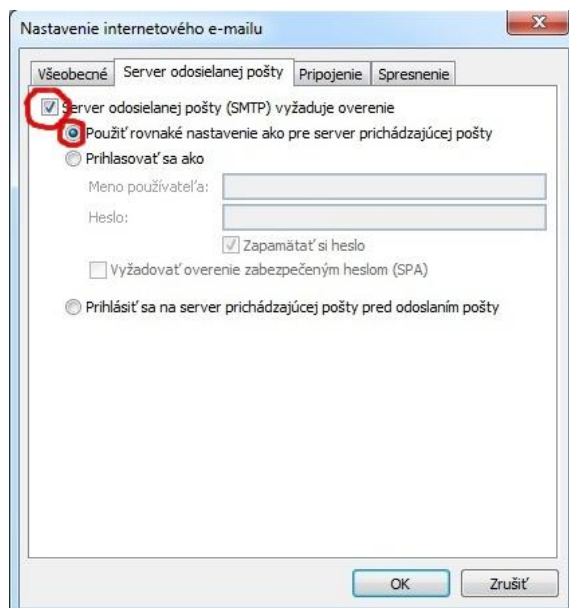 Nastavenie internetového e-mailu
Všeobecné Server odosielanej pošty Pripojenie Spresnenie
Server odosielanej pošty (SMTP) vyžaduje overenie
Použiť rovnaké nastavenie ako pre server prichádzajúcej pošty
Prihlasovať sa ako
Meno používateľa:
Heslo:
Zapamätať si heslo
Vyžadovať overenie zabezpečeným heslom (SPA)
Prihlásiť sa na server prichádzajúcej pošty pred odoslaním pošty
OK Zrušiť